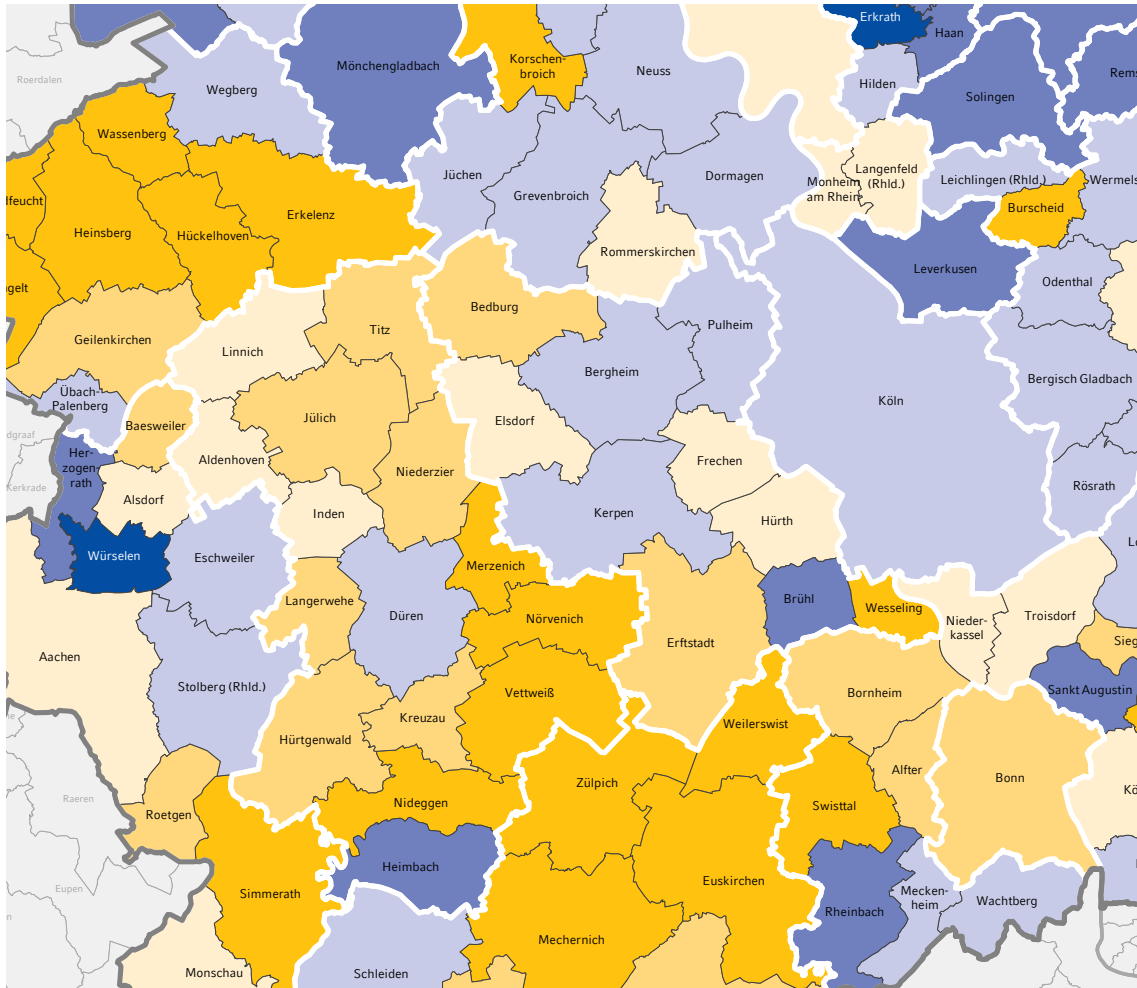 Erkrath
Haan
Roerdalen
Mönchengladbach
Korschen-
broich
Neuss
Rems
Wegberg
Hilden
Solingen
Wassenberg
Jüchen
Grevenbroich
Dormagen
Monheim
am Rhein
Langenfeld
(Rhld.)
Leichlingen (Rhld.)
Wermels
lfeucht
Heinsberg
Hückelhoven
Erkelenz
Burscheid
Rommerskirchen
Leverkusen
Odenthal
ngelt
Geilenkirchen
Linnich
Titz
Bedburg
Pulheim
Bergheim
Bergisch Gladbach
Köln
Übach-
Palenberg
Baesweiler
Jülich
Elsdorf
dgraaf
Kerkrade
Her-
zogen-
rath
Aldenhoven
Niederzier
Frechen
Rösrath
Alsdorf
Inden
Kerpen
Hürth
Würselen
Eschweiler
Merzenich
Lo
Langerwehe
Düren
Nörvenich
Brühl
Wesseling
Nieder-
kassel
Troisdorf
Aachen
Erftstadt
Sieg
Stolberg (Rhld.)
Vettweiß
Bornheim
Sankt Augustin
Kreuzau
Hürtgenwald
Weilerswist
Raeren
Roetgen
Nideggen
Zülpich
Swisttal
Alfter
Bonn
Kö
Eupen
Simmerath
Heimbach
Euskirchen
Rheinbach
Mecken-
heim
Wachtberg
Mechernich
Monschau
Schleiden